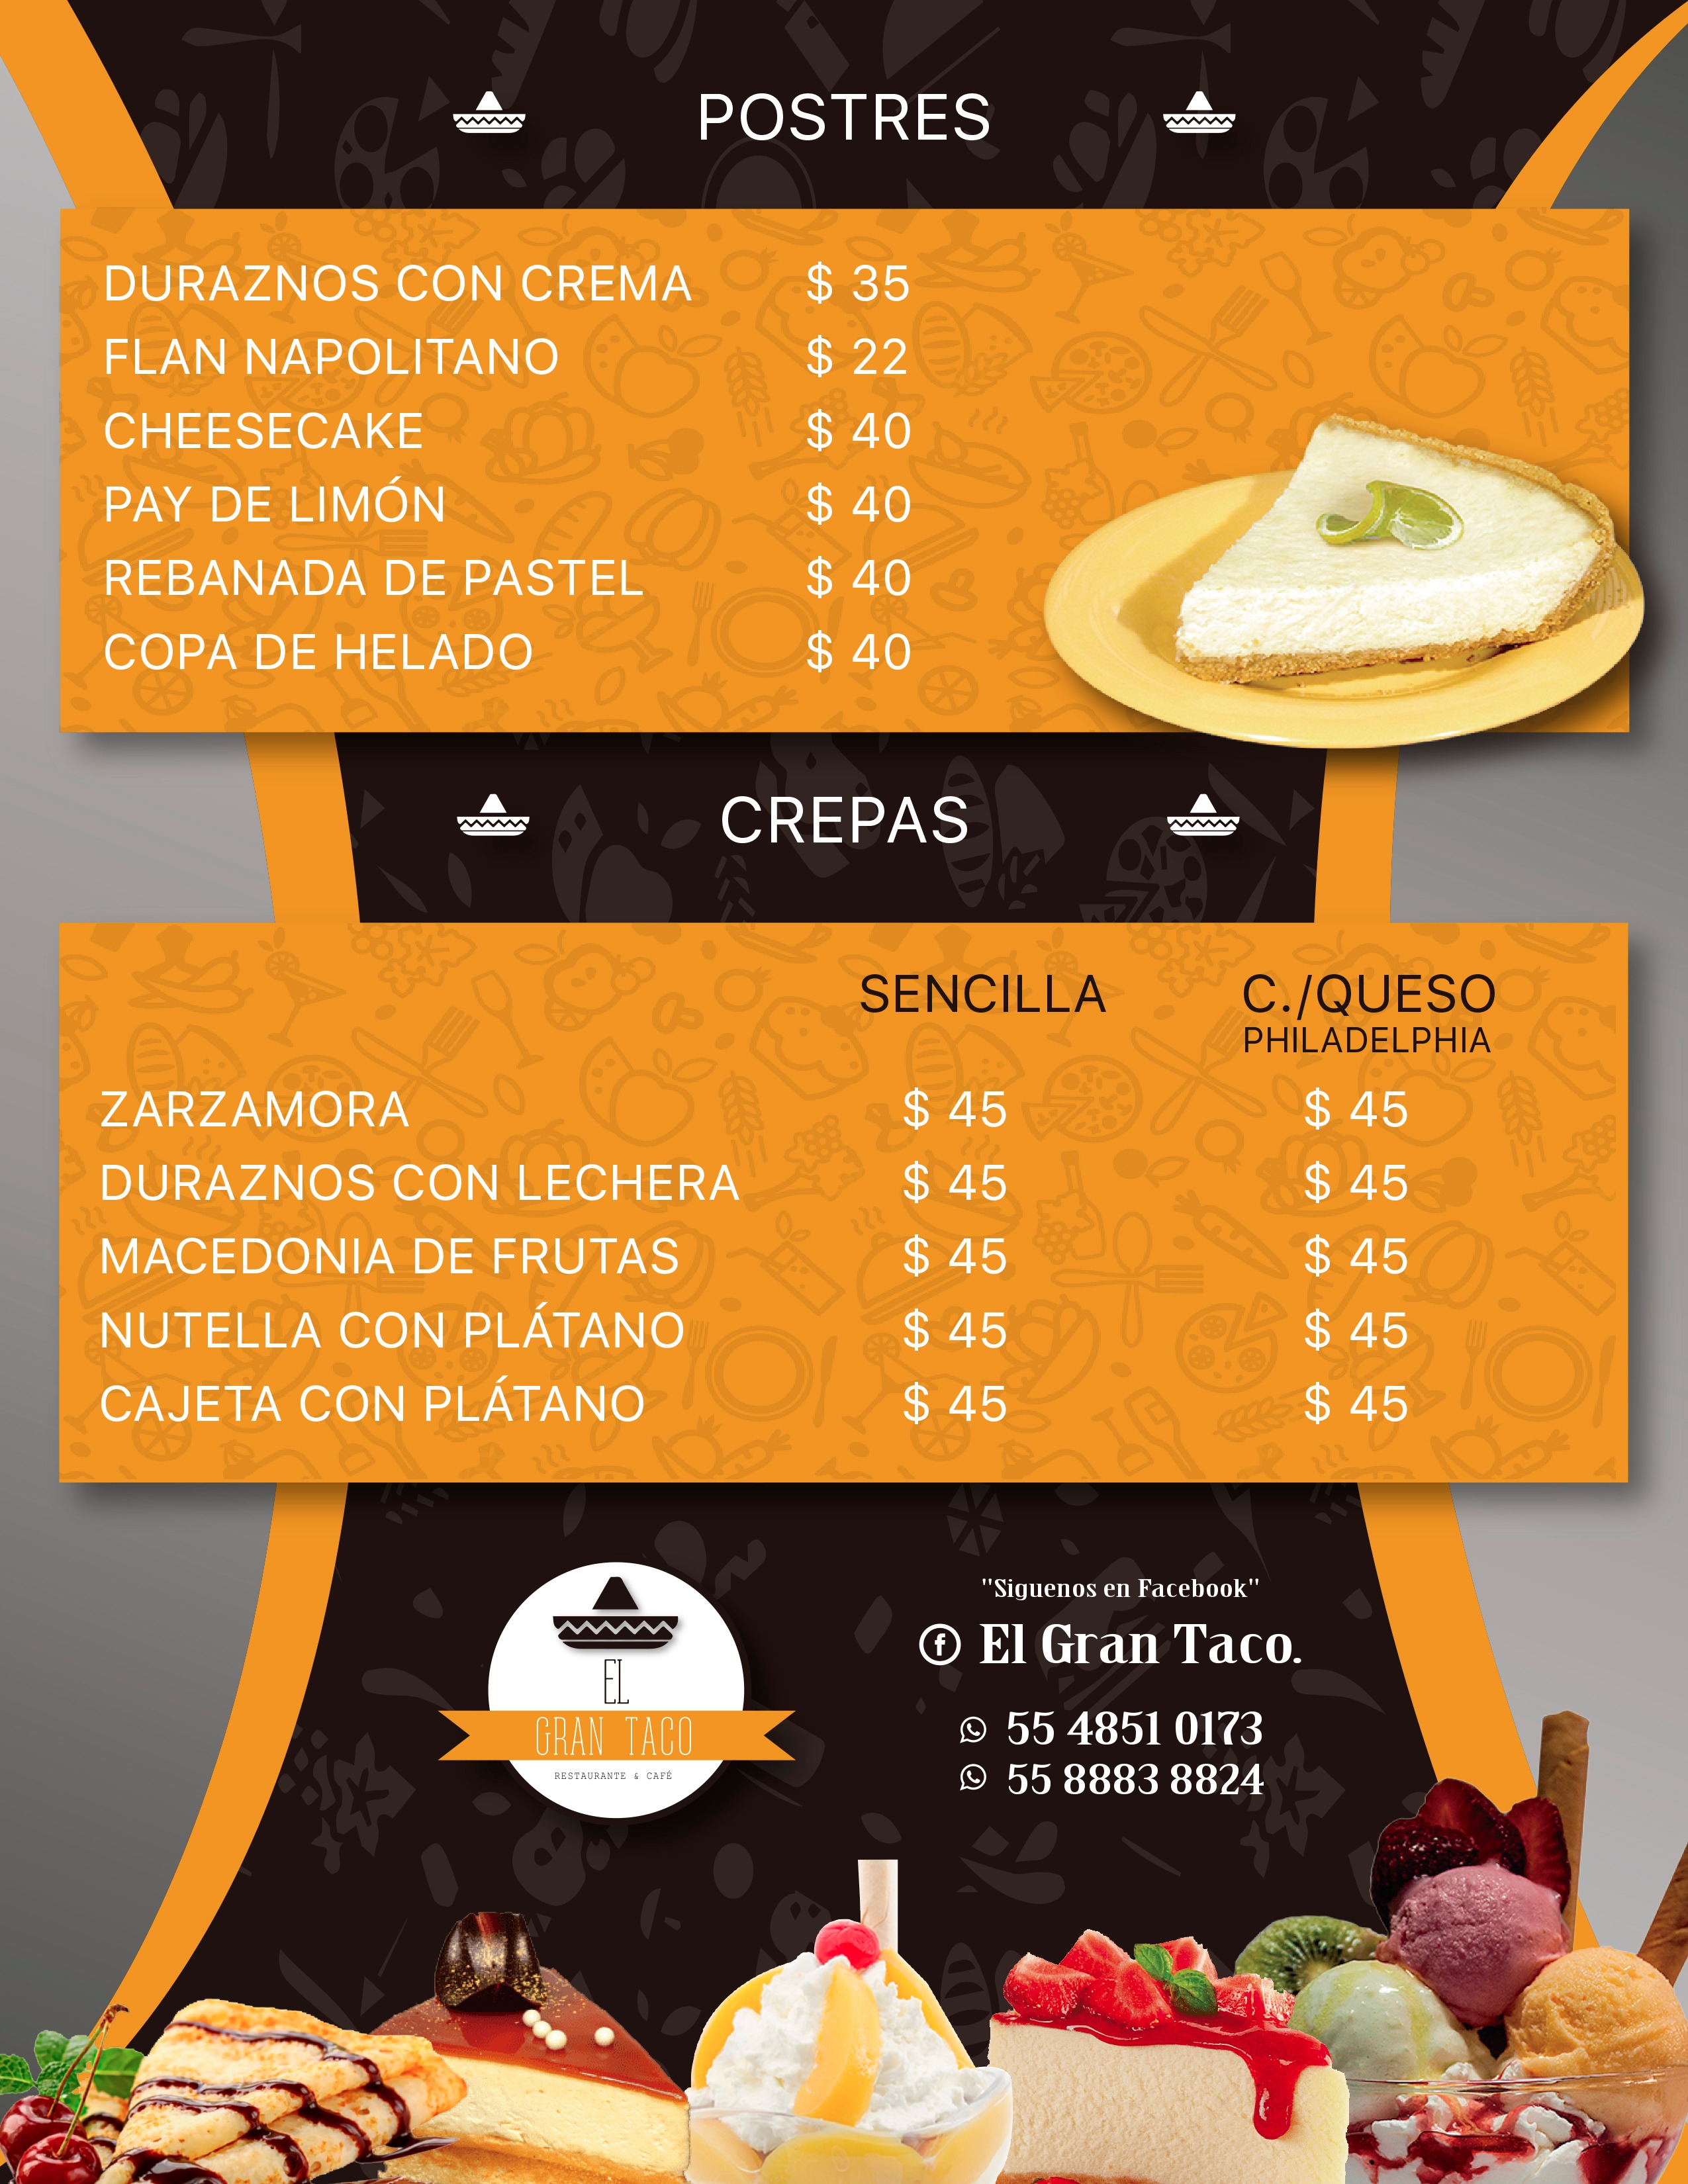 POSTRES
DURAZNOS CON CREMA $ 35
FLAN NAPOLITANO $ 22
CHEESECAKE $ 40
PAY DE LIMÓN $ 40
REBANADA DE PASTEL $ 40
COPA DE HELADO $ 40
CREPAS
SENCILLA C./QUESO
PHILADELPHIA
ZARZAMORA $ 45 $ 45
DURAZNOS CON LECHERA $ 45 $ 45
MACEDONIA DE FRUTAS $ 45 $ 45
NUTELLA CON PLÁTANO $ 45 $ 45
CAJETA CON PLÁTANO $ 45 $ 45
EL
GRAN TACO
RESTAURANTE & CAFÉ
"Siguenos en Facebook"
El Gran Taco.
55 4851 0173
55 8883 8824